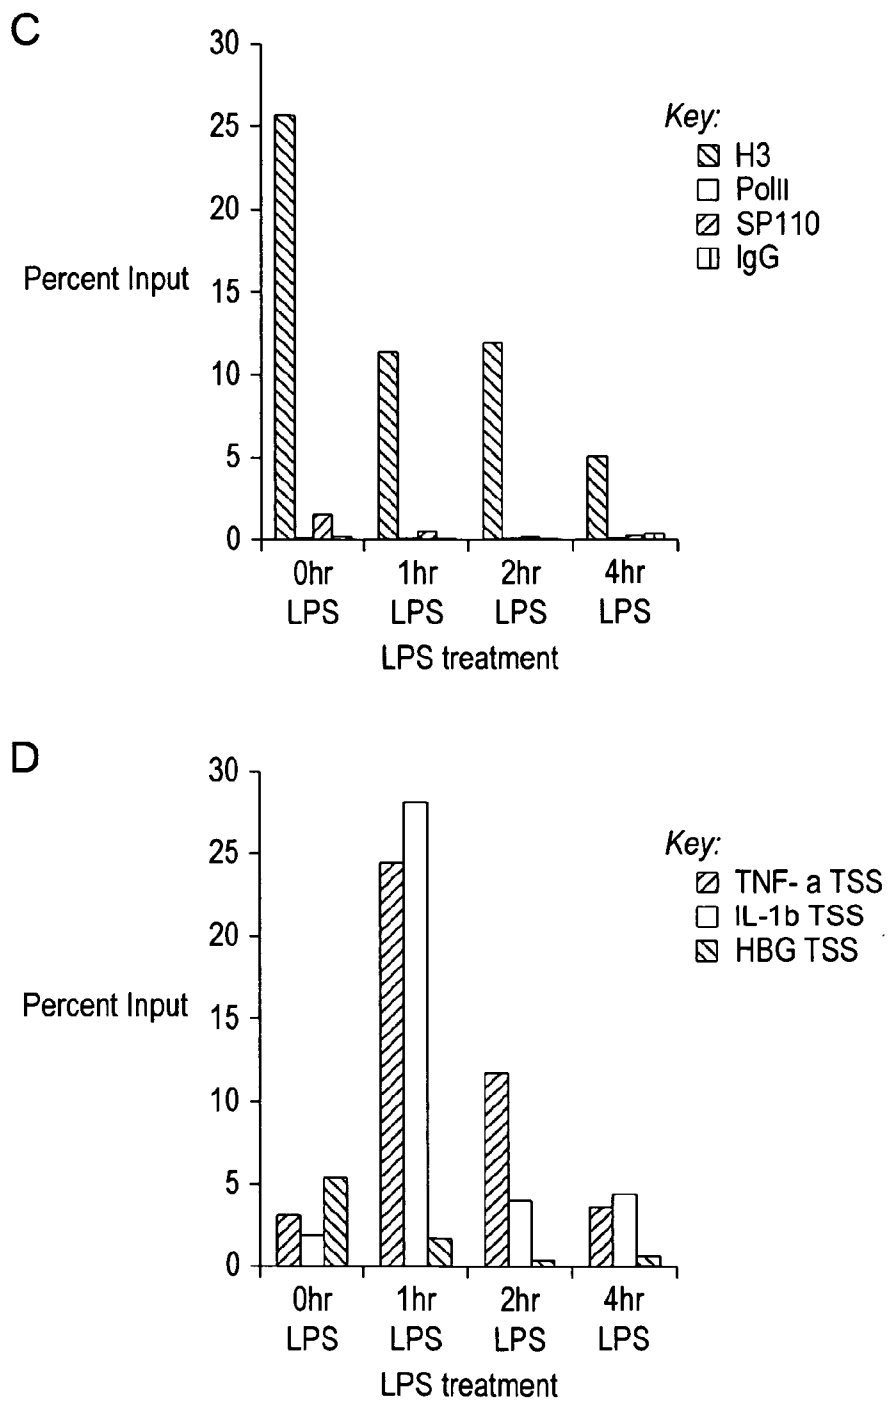 C
30
25
20
15
10
5
0
Percent Input
Key:
H3
PolII
SP110
IgG
0hr 1hr 2hr 4hr
LPS LPS LPS LPS
LPS treatment
D
30
25
20
15
10
5
0
Percent Input
Key:
TNF- a TSS
IL-1b TSS
HBG TSS
0hr 1hr 2hr 4hr
LPS LPS LPS LPS
LPS treatment